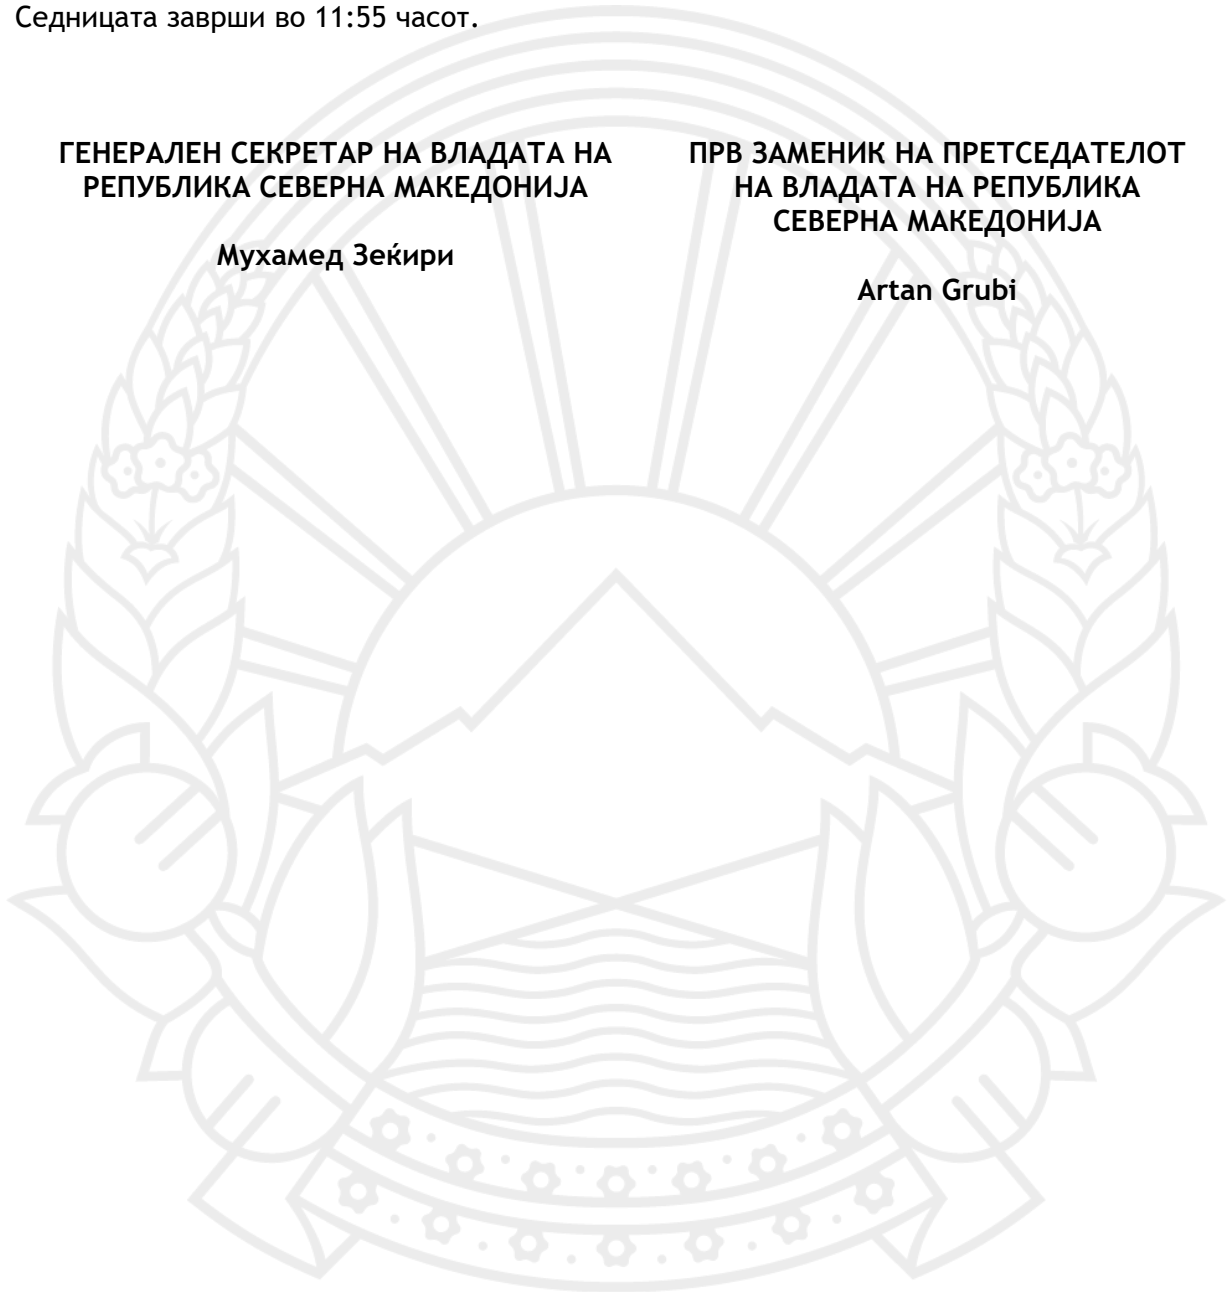 Седницата заврши во 11:55 часот.
ГЕНЕРАЛЕН СЕКРЕТАР НА ВЛАДАТА НА
РЕПУБЛИКА СЕВЕРНА МАКЕДОНИЈА
Мухамед Зеќири
ПРВ ЗАМЕНИК НА ПРЕТСЕДАТЕЛОТ
НА ВЛАДАТА НА РЕПУБЛИКА
СЕВЕРНА МАКЕДОНИЈА
Artan Grubi